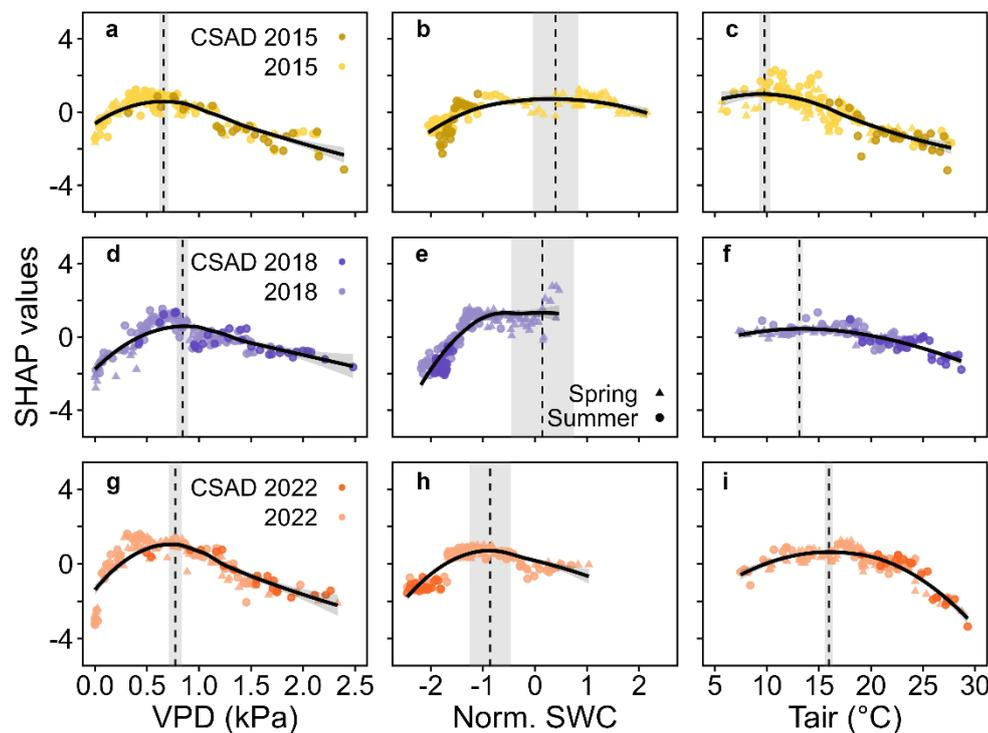 a
CSAD 2015
2015
b
c
4
0
-4
d
CSAD 2018
2018
e
Spring
Summer
f
4
0
-4
SHAP values
g
CSAD 2022
2022
h
i
4
0
-4
0.0 0.5 1.0 1.5 2.0 2.5
-2 -1 0 1 2
5 10 15 20 25 30
VPD (kPa)
Norm. SWC
Tair (°C)